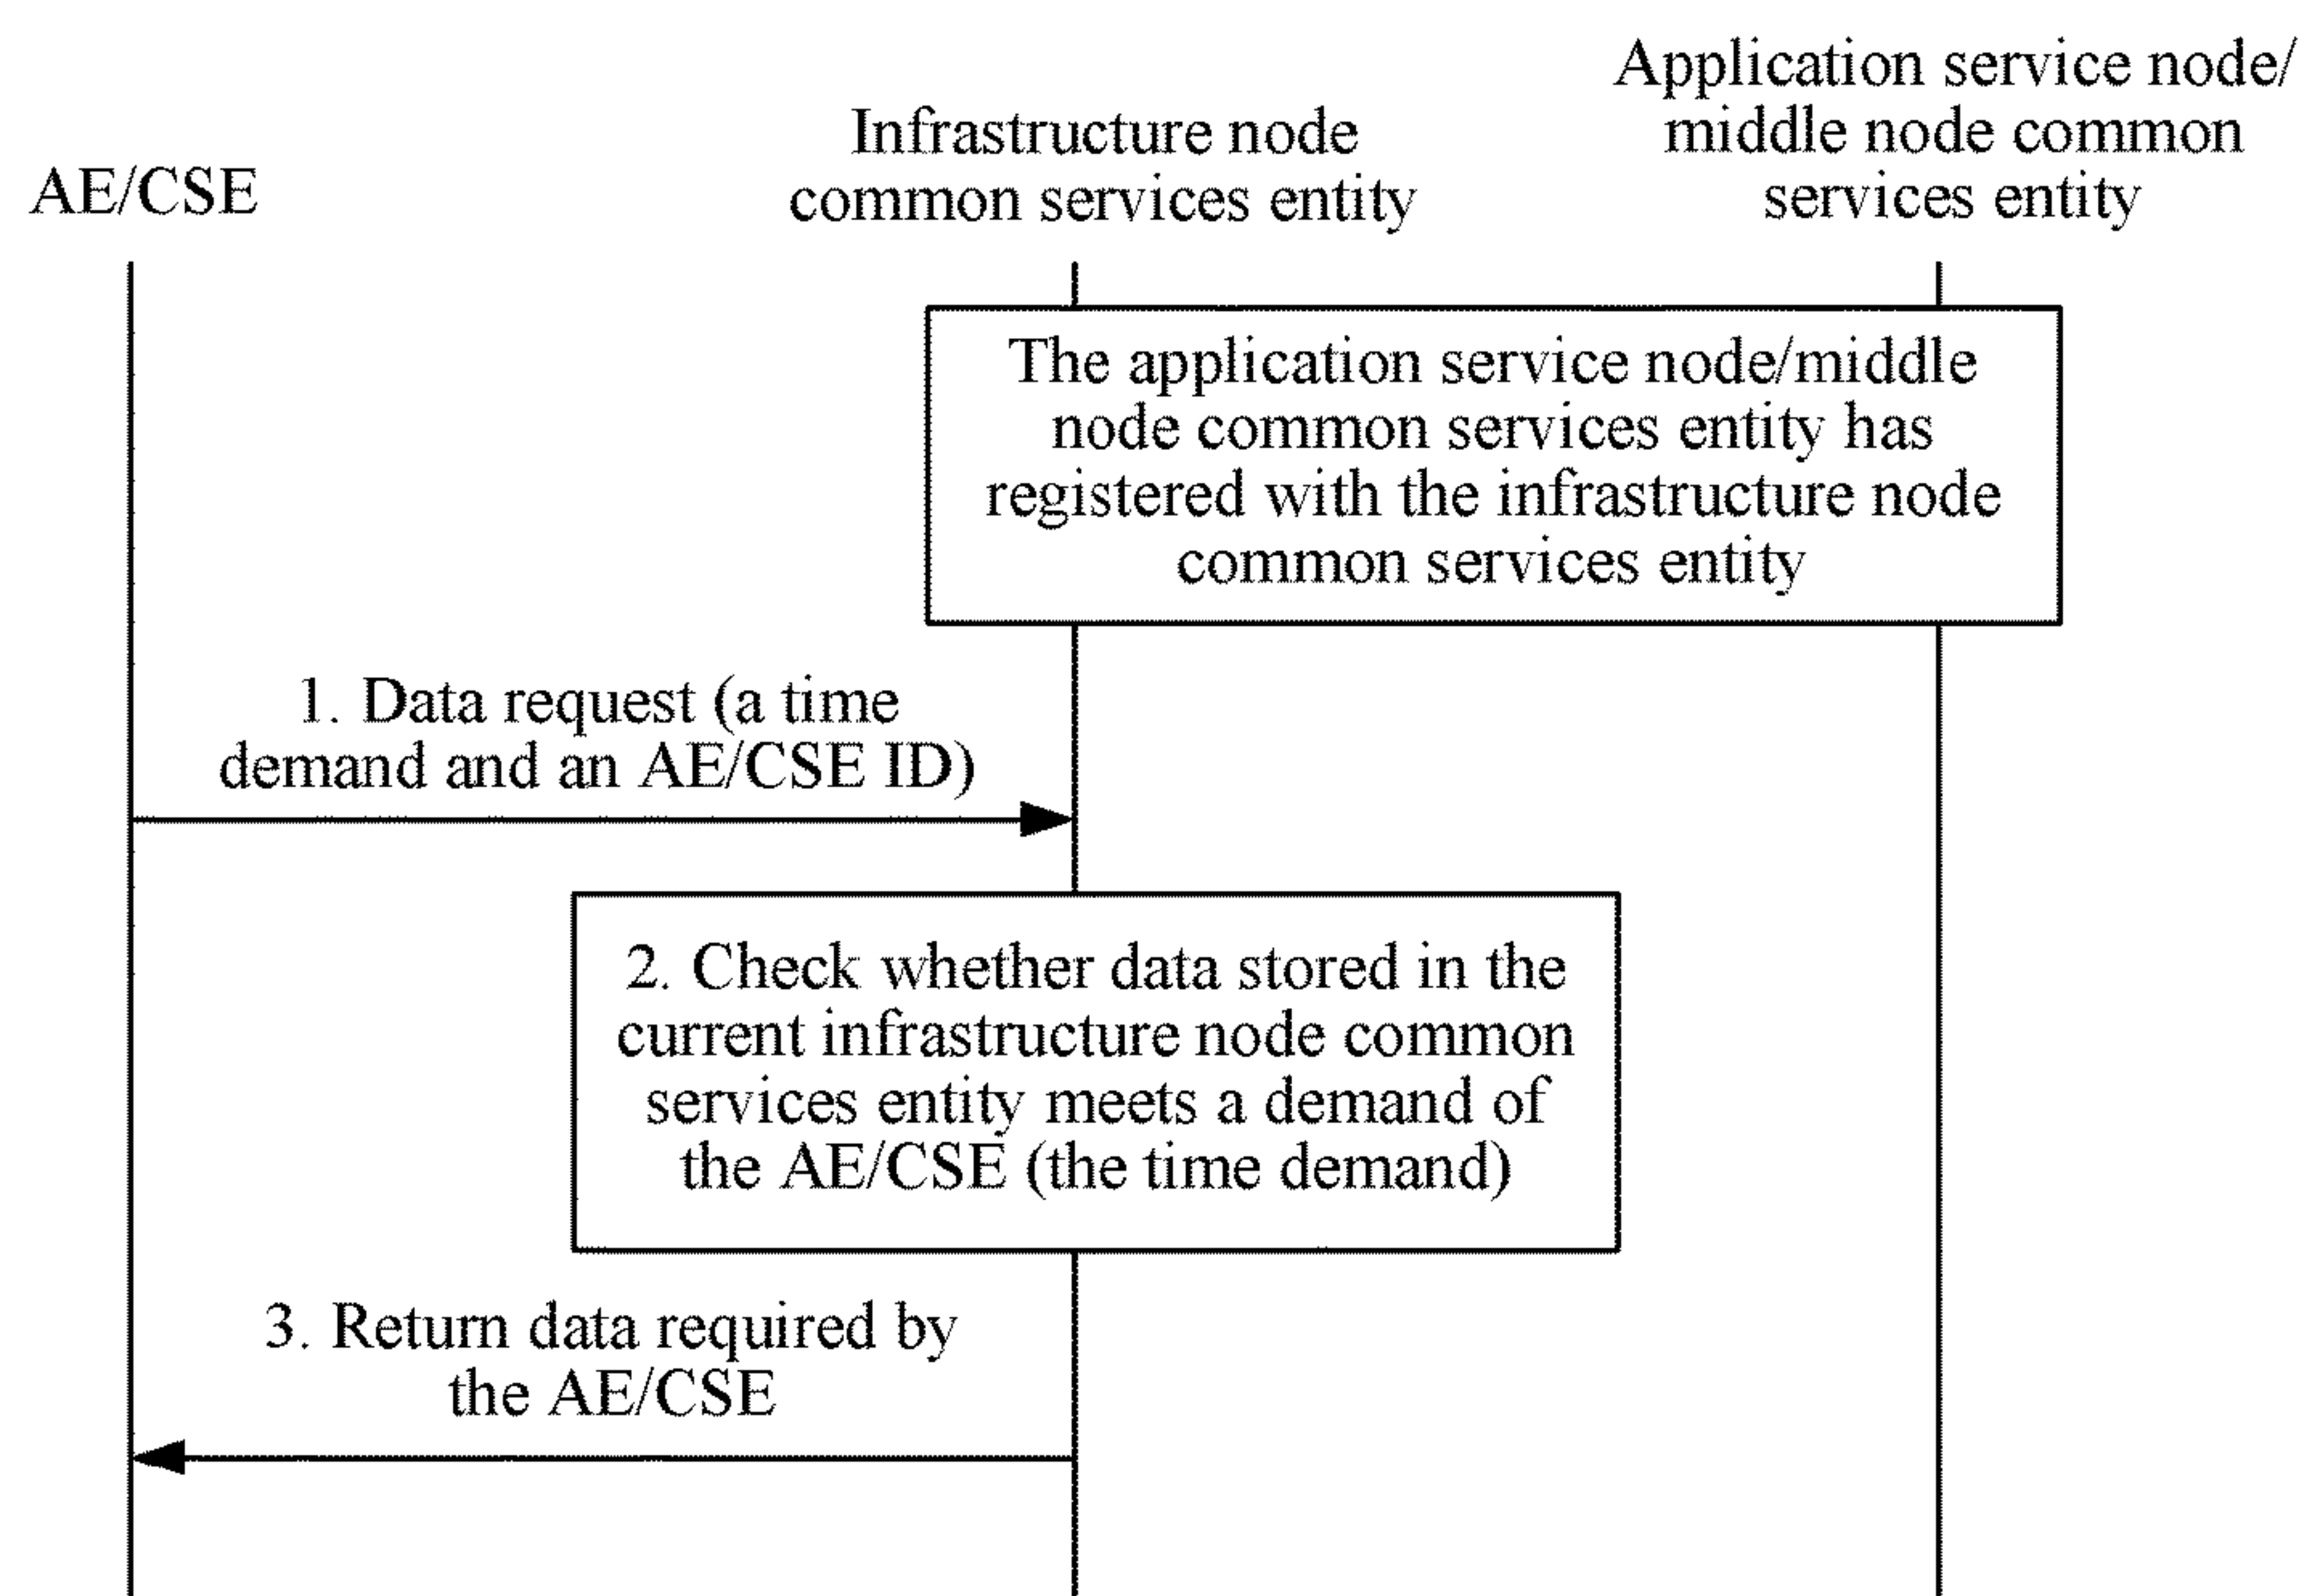 AE/CSE
Infrastructure node
common services entity
Application service node/
middle node common
services entity
The application service node/middle
node common services entity has
registered with the infrastructure node
common services entity
1. Data request (a time
demand and an AE/CSE ID)
2. Check whether data stored in the
current infrastructure node common
services entity meets a demand of
the AE/CSE (the time demand)
3. Return data required by
the AE/CSE